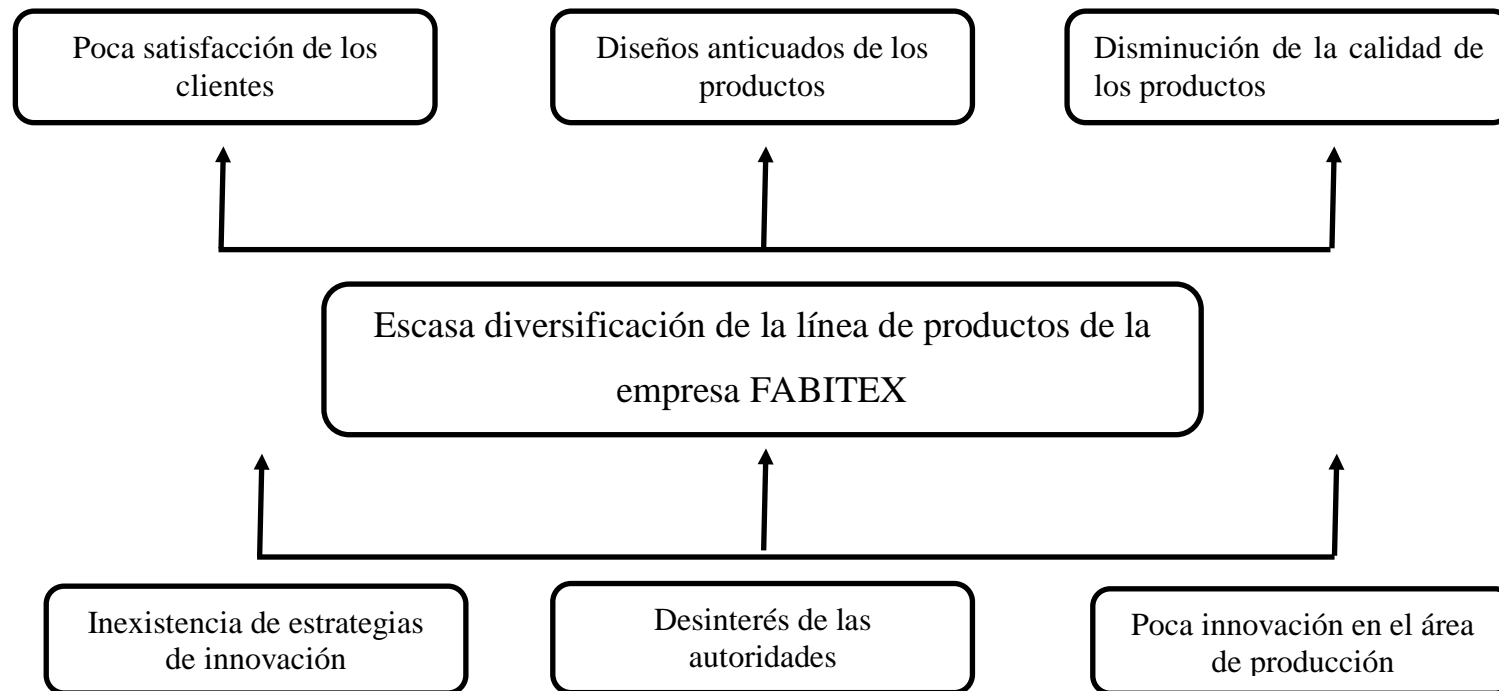 Poca satisfacción de los
clientes
Diseños anticuados de los
productos
Disminución de la calidad de
los productos
Escasa diversificación de la línea de productos de la
empresa FABITEX
Inexistencia de estrategias
de innovación
Desinterés de las
autoridades
Poca innovación en el área
de producción